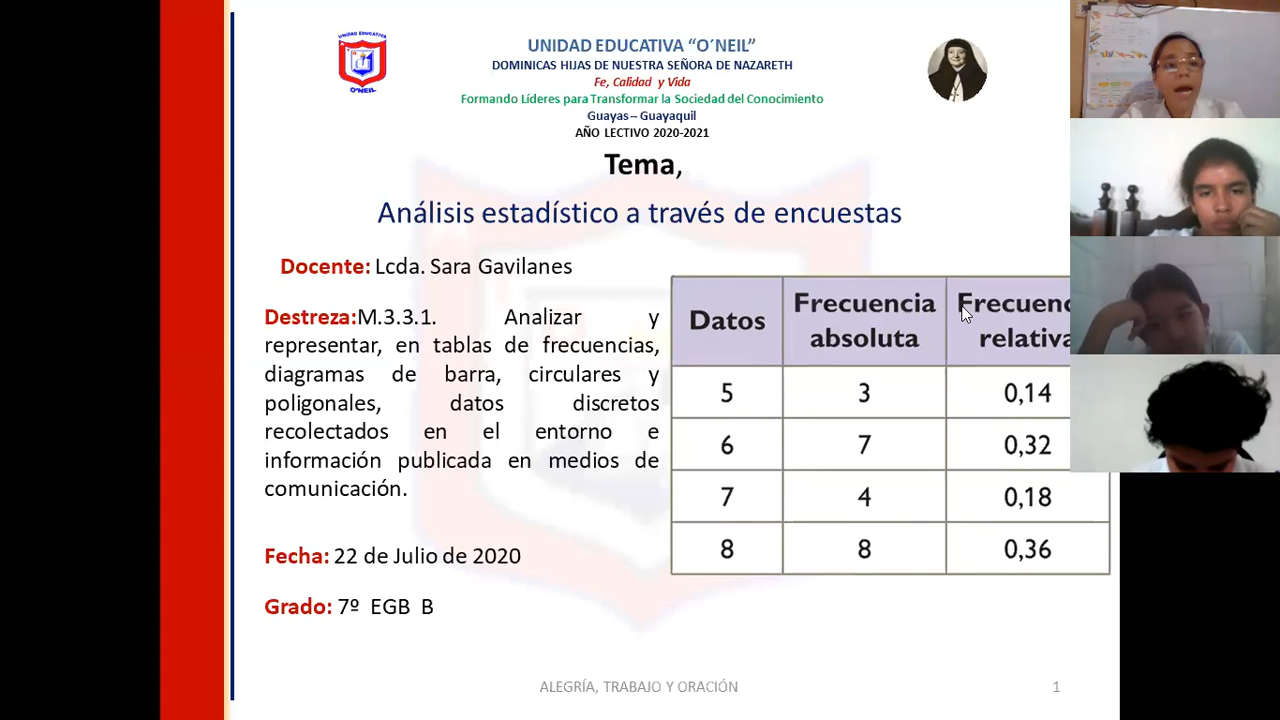 UNIDAD EDUCATIVA
O'NEIL
UNIDAD EDUCATIVA “O´NEIL”
DOMINICAS HIJAS DE NUESTRA SEÑORA DE NAZARETH
Fe, Calidad y Vida
Formando Líderes para Transformar la Sociedad del Conocimiento
Guayas – Guayaquil
AÑO LECTIVO 2020-2021
Tema,
Análisis estadístico a través de encuestas
Docente: Lcda. Sara Gavilanes
Destreza:M.3.3.1. Analizar y
representar, en tablas de frecuencias,
diagramas de barra, circulares y
poligonales, datos discretos
recolectados en el entorno e
información publicada en medios de
comunicación.
Fecha: 22 de Julio de 2020
Grado: 7º EGB B
Datos Frecuencia absoluta Frecuenc relativa
5 3 0,14
6 7 0,32
7 4 0,18
8 8 0,36
ALEGRÍA, TRABAJO Y ORACIÓN 1